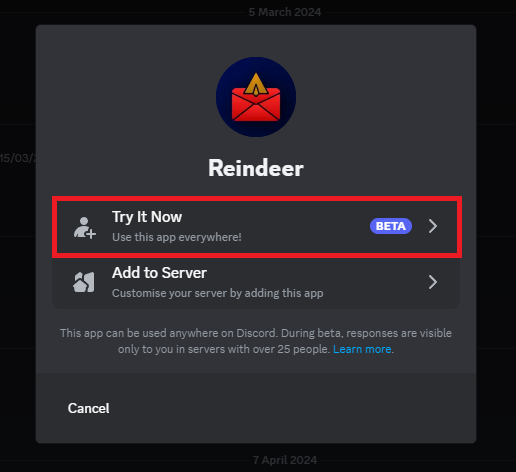 5 March 2024
15/03/2
Reindeer
Try It Now
BETA
Use this app everywhere!
Add to Server
Customise your server by adding this app
This app can be used anywhere on Discord. During beta, responses are visible
only to you in servers with over 25 people. Learn more.
Cancel
7 April 2024